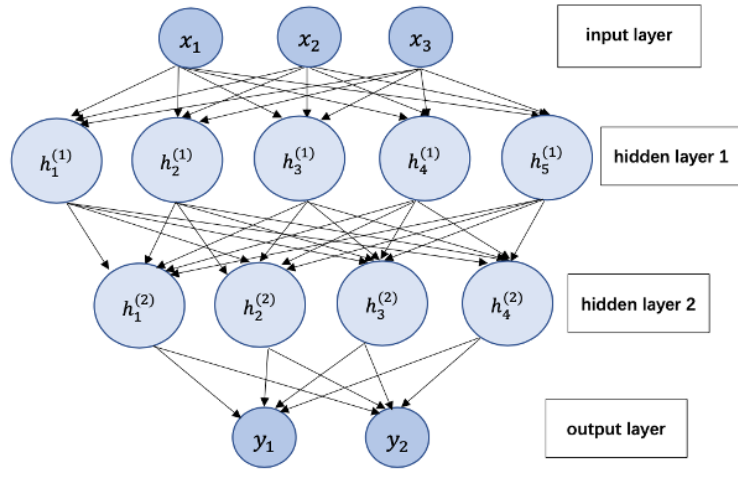 x₁ x₂ x₃ input layer
h₁⁽¹⁾ h₂⁽¹⁾ h₃⁽¹⁾ h₄⁽¹⁾ h₅⁽¹⁾ hidden layer 1
h₁⁽²⁾ h₂⁽²⁾ h₃⁽²⁾ h₄⁽²⁾ hidden layer 2
y₁ y₂ output layer